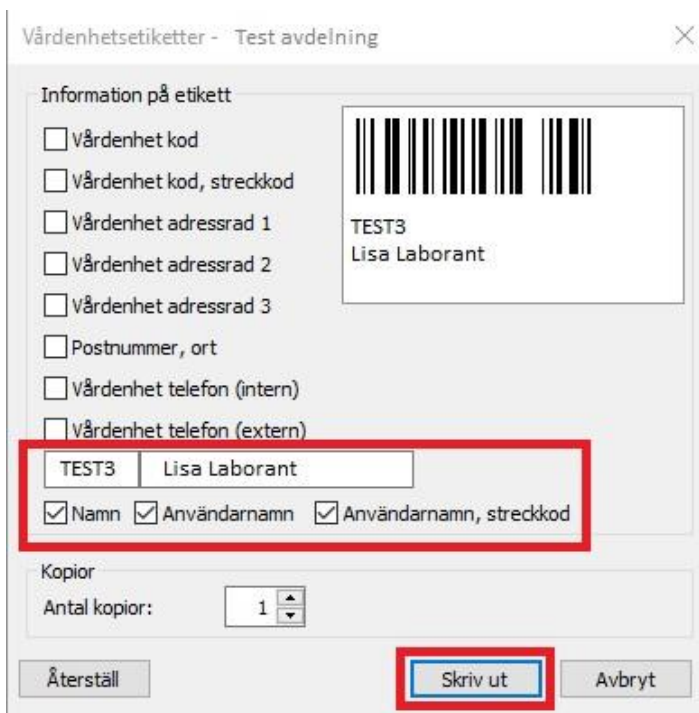 Vårdenhetsetiketter - Test avdelning
Information på etikett
Vårdenhet kod
Vårdenhet kod, streckkod
Vårdenhet adressrad 1
Vårdenhet adressrad 2
Vårdenhet adressrad 3
Postnummer, ort
Vårdenhet telefon (intern)
Vårdenhet telefon (extern)
TEST3
Lisa Laborant
TEST3 Lisa Laborant
Namn Användarnamn Användarnamn, streckkod
Kopior
Antal kopior: 1
Återställ Skriv ut Avbryt